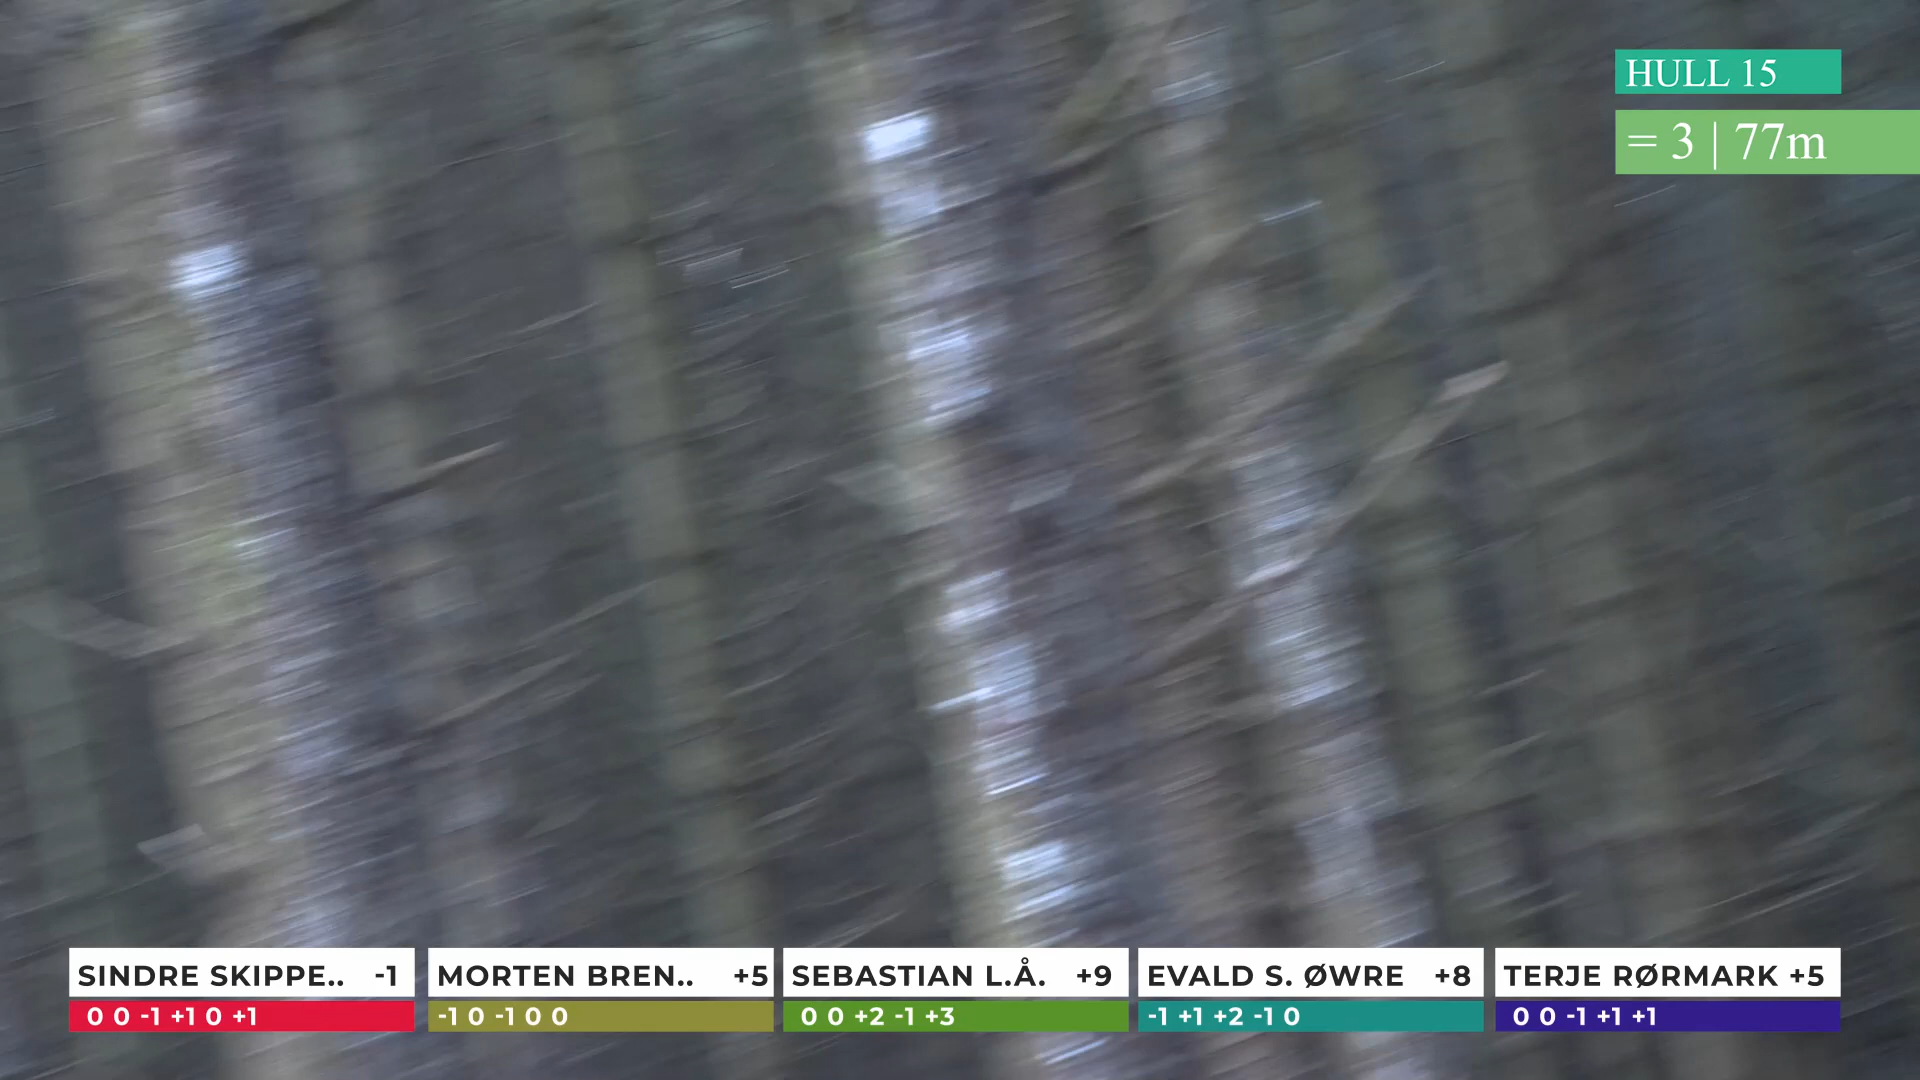 HULL 15
= 3 | 77m
SINDRE SKIPPE.. -1
0 0 -1 +1 0 +1
MORTEN BREN.. +5
-1 0 -1 0 0
SEBASTIAN L.Å. +9
0 0 +2 -1 +3
EVALD S. ØWRE +8
-1 +1 +2 -1 0
TERJE RØRMARK +5
0 0 -1 +1 +1